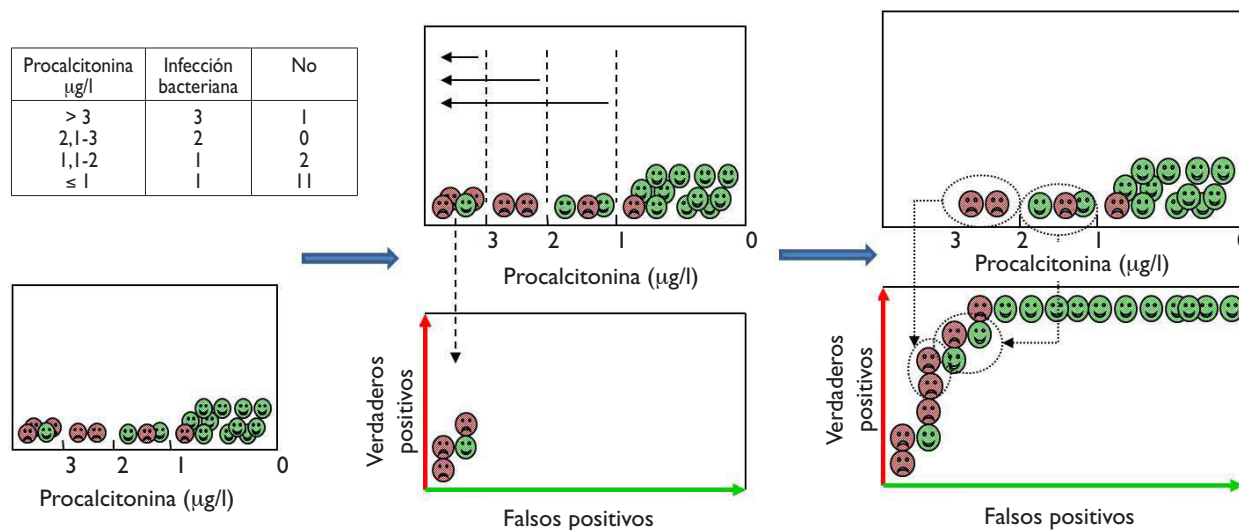 Procalcitonina Infección No
μg/l bacteriana
> 3 3 1
2,1-3 2 0
1,1-2 1 2
≤ 1 1 11
3 2 1 0
Procalcitonina (μg/l)
3 2 1 0
Procalcitonina (μg/l)
Verdaderos
positivos
Falsos positivos
3 2 1 0
Procalcitonina (μg/l)
Verdaderos
positivos
Falsos positivos